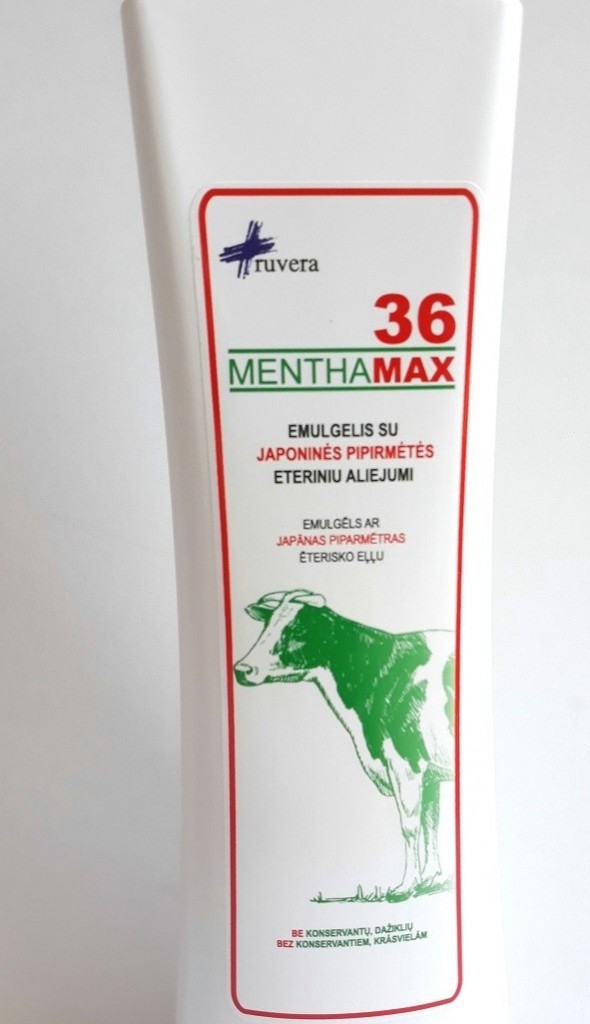 ruvera
36
MENTHAMAX
EMULGELIS SU
JAPONINĖS PIPIRMĖTĖS
ETERINIU ALIEJUMI
EMULGĒLS AR
JAPĀNAS PIPARMĒTRAS
ĒTERISKO EĻĻU
BE KONSERVANTŲ, DAŽIKLIŲ
BEZ KONSERVANTIEM, KRĀSVIELĀM